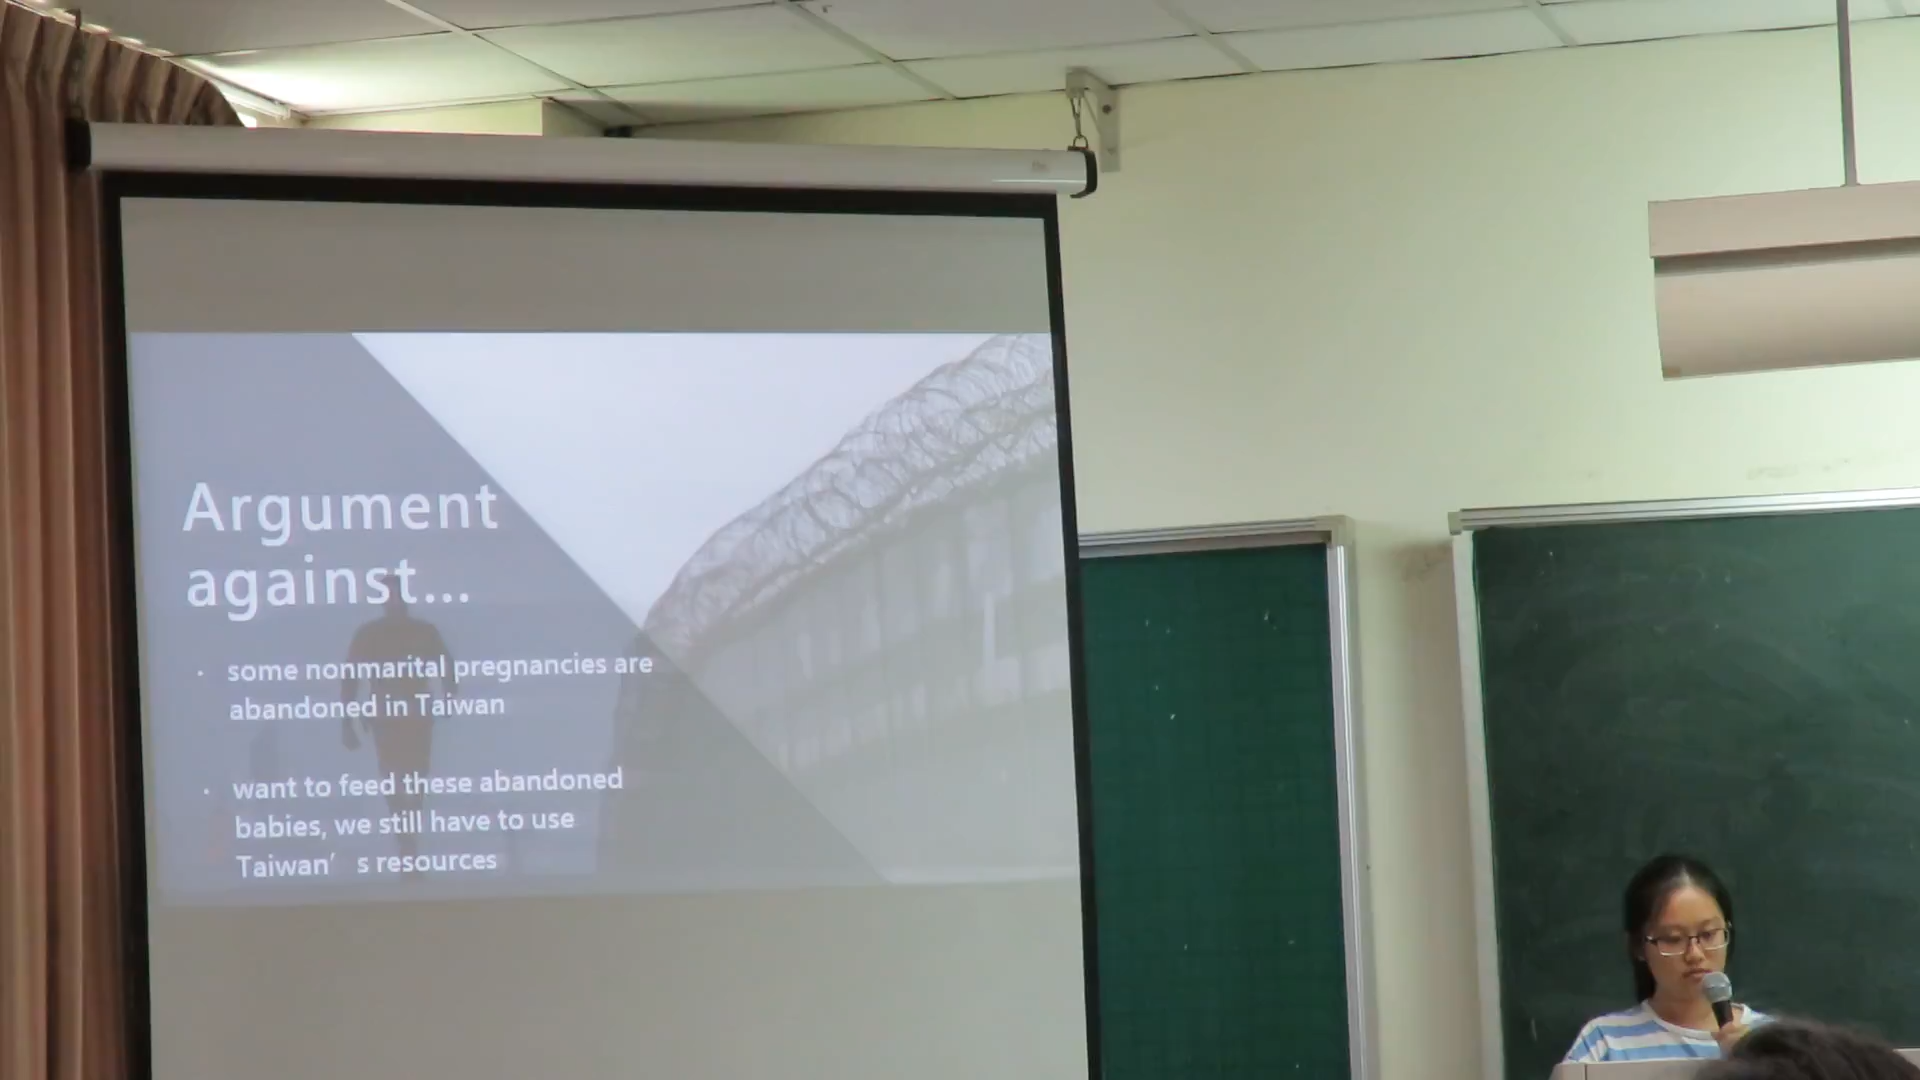 Argument
against...
· some nonmarital pregnancies are
abandoned in Taiwan
· want to feed these abandoned
babies, we still have to use
Taiwan’ s resources